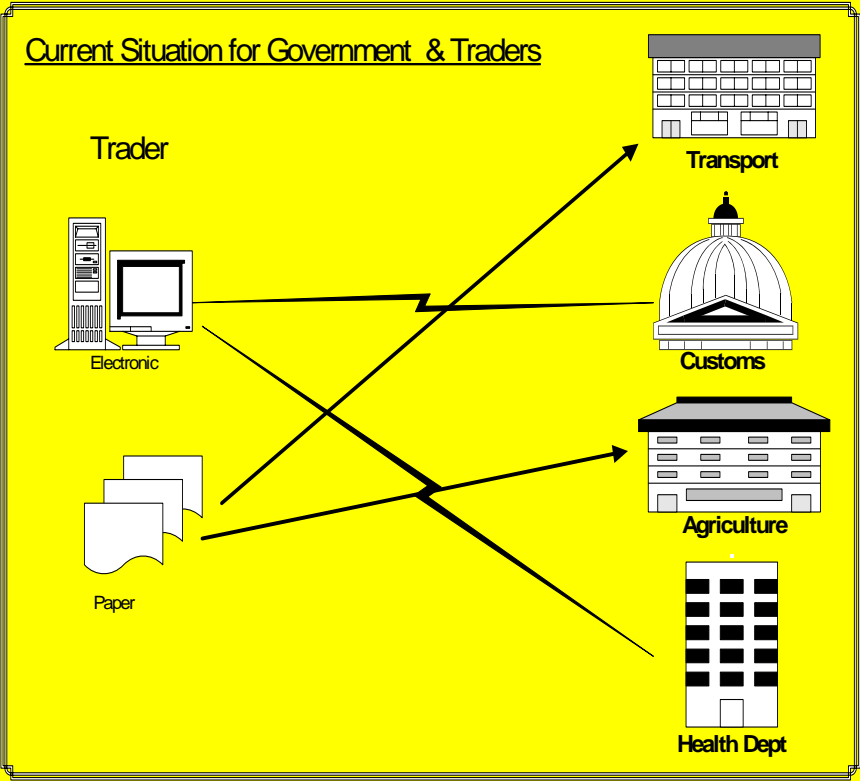 Current Situation for Government & Traders
Trader
Transport
Electronic
Customs
Agriculture
Paper
Health Dept